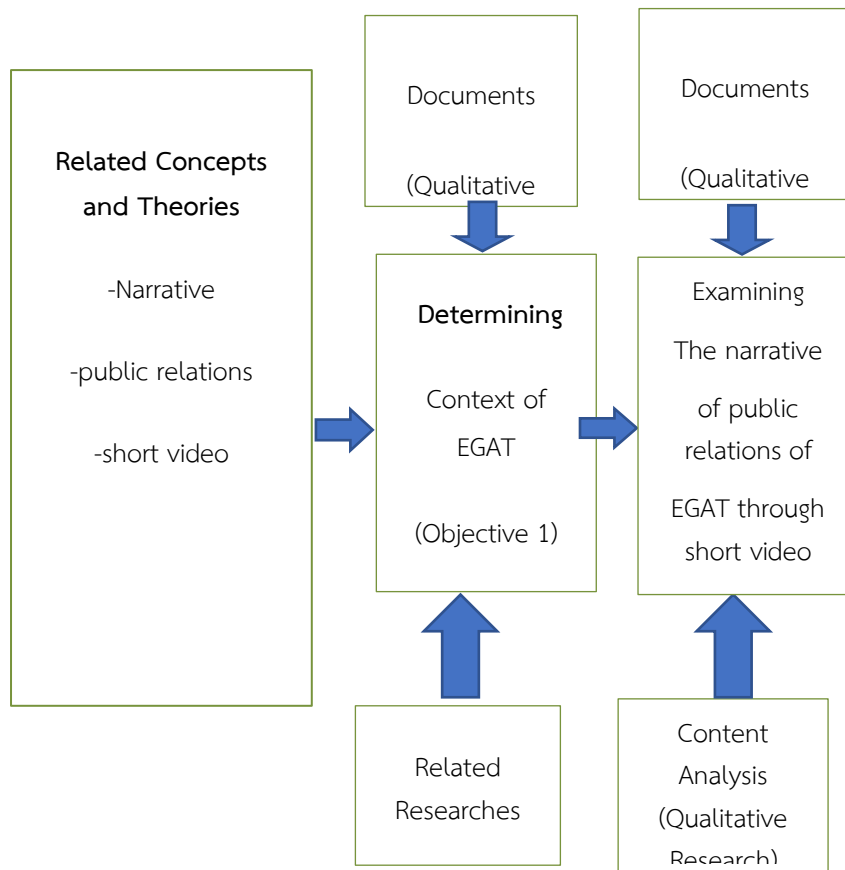 Related Concepts
and Theories
-Narrative
-public relations
-short video
Documents
(Qualitative
Determining
Context of
EGAT
(Objective 1)
Related
Researches
Documents
(Qualitative
Examining
The narrative
of public
relations of
EGAT through
short video
Content
Analysis
(Qualitative
Research)